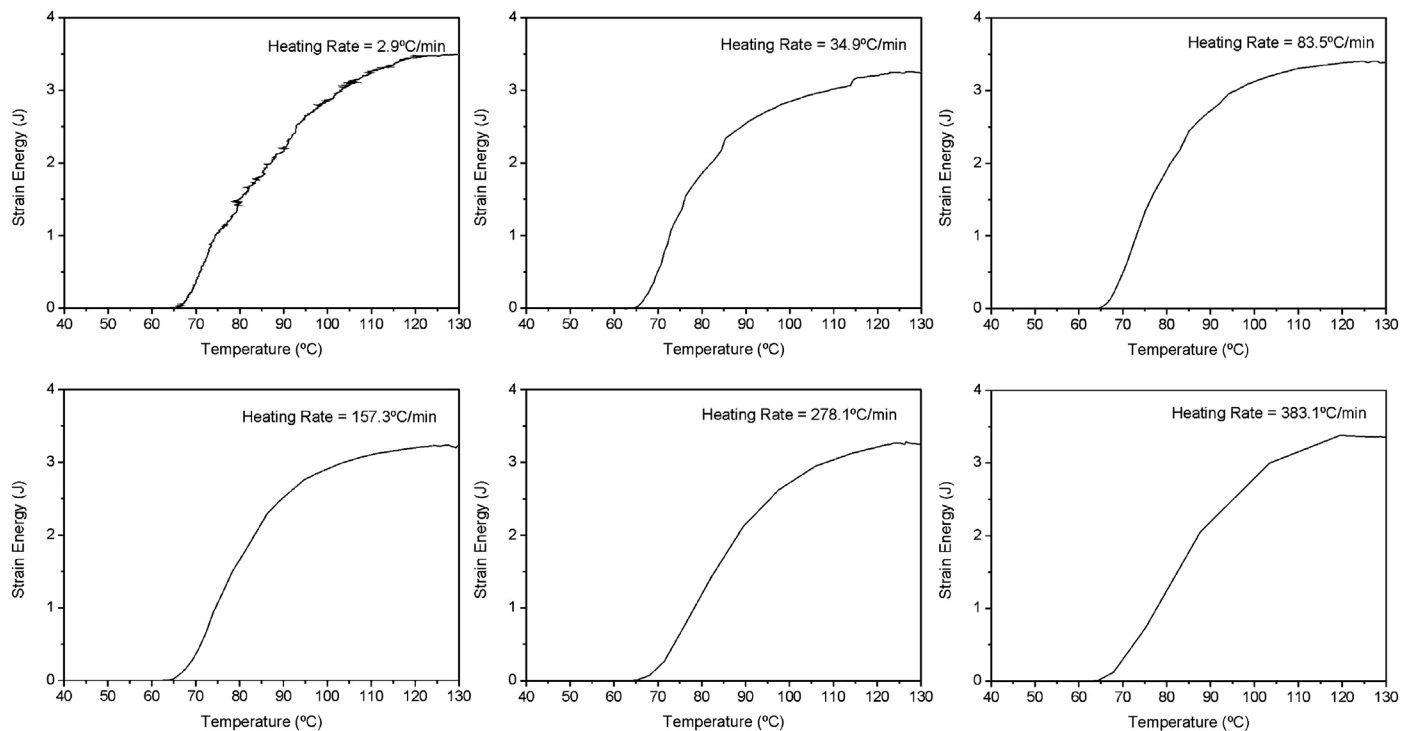 Heating Rate = 2.9ºC/min
Strain Energy (J)
4
3
2
1
0
40 50 60 70 80 90 100 110 120 130
Temperature (ºC)
Heating Rate = 34.9ºC/min
Strain Energy (J)
4
3
2
1
0
40 50 60 70 80 90 100 110 120 130
Temperature (ºC)
Heating Rate = 83.5ºC/min
Strain Energy (J)
4
3
2
1
0
40 50 60 70 80 90 100 110 120 130
Temperature (ºC)
Heating Rate = 157.3ºC/min
Strain Energy (J)
4
3
2
1
0
40 50 60 70 80 90 100 110 120 130
Temperature (ºC)
Heating Rate = 278.1ºC/min
Strain Energy (J)
4
3
2
1
0
40 50 60 70 80 90 100 110 120 130
Temperature (ºC)
Heating Rate = 383.1ºC/min
Strain Energy (J)
4
3
2
1
0
40 50 60 70 80 90 100 110 120 130
Temperature (ºC)